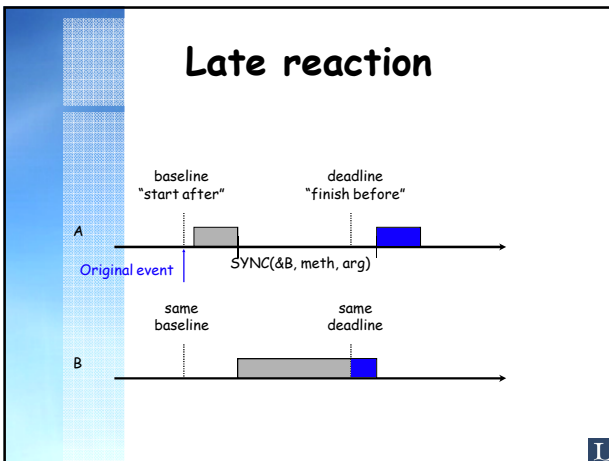 Late reaction
baseline
"start after"
deadline
"finish before"
A
Original event
SYNC(&B, meth, arg)
same
baseline
same
deadline
B
I